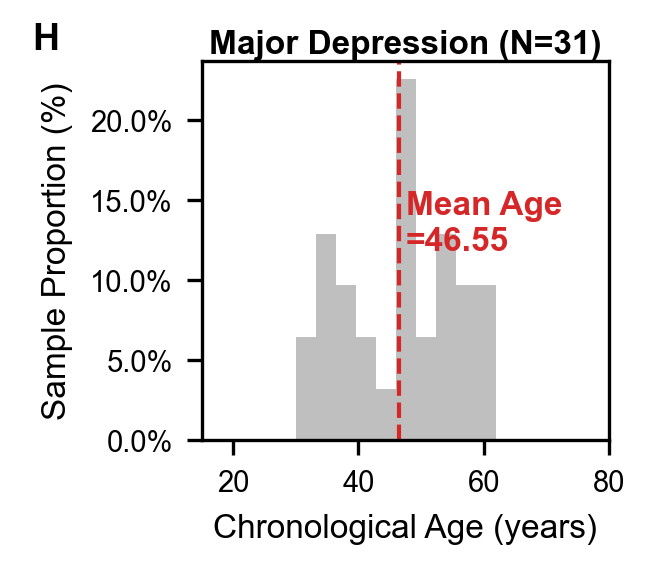 H
Major Depression (N=31)
Sample Proportion (%)
20.0%
15.0%
10.0%
5.0%
0.0%
Mean Age
=46.55
20 40 60 80
Chronological Age (years)